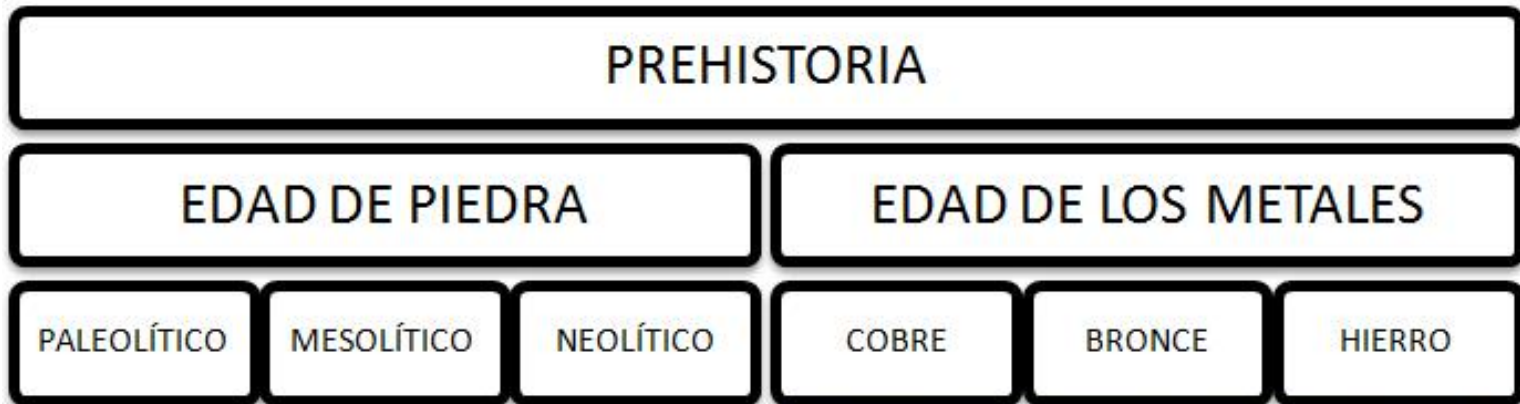 PREHISTORIA
EDAD DE PIEDRA
EDAD DE LOS METALES
PALEOLÍTICO
MESOLÍTICO
NEOLÍTICO
COBRE
BRONCE
HIERRO